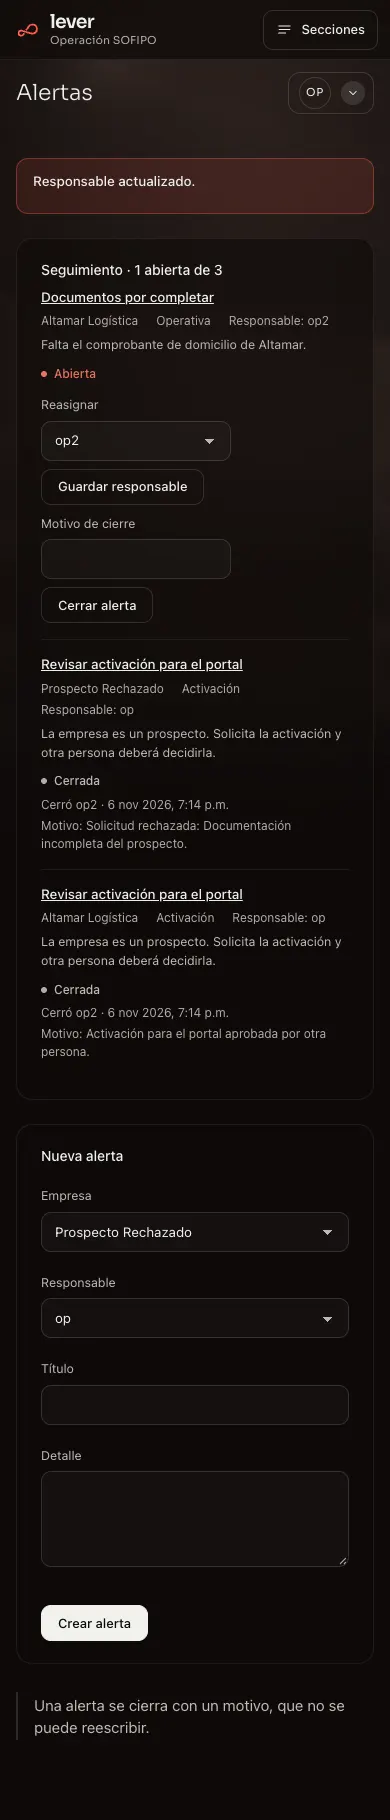 lever
Operación SOFIPO
Secciones
Alertas
OP
Responsable actualizado.
Seguimiento · 1 abierta de 3
Documentos por completar
Altamar Logística Operativa Responsable: op2
Falta el comprobante de domicilio de Altamar.
Abierta
Reasignar
op2
Guardar responsable
Motivo de cierre
Cerrar alerta
Revisar activación para el portal
Prospecto Rechazado Activación
Responsable: op
La empresa es un prospecto. Solicita la activación y
otra persona deberá decidirla.
Cerrada
Cerró op2 · 6 nov 2026, 7:14 p.m.
Motivo: Solicitud rechazada: Documentación
incompleta del prospecto.
Revisar activación para el portal
Altamar Logística Activación Responsable: op
La empresa es un prospecto. Solicita la activación y
otra persona deberá decidirla.
Cerrada
Cerró op2 · 6 nov 2026, 7:14 p.m.
Motivo: Activación para el portal aprobada por otra
persona.
Nueva alerta
Empresa
Prospecto Rechazado
Responsable
op
Título
Detalle
Crear alerta
Una alerta se cierra con un motivo, que no se
puede reescribir.